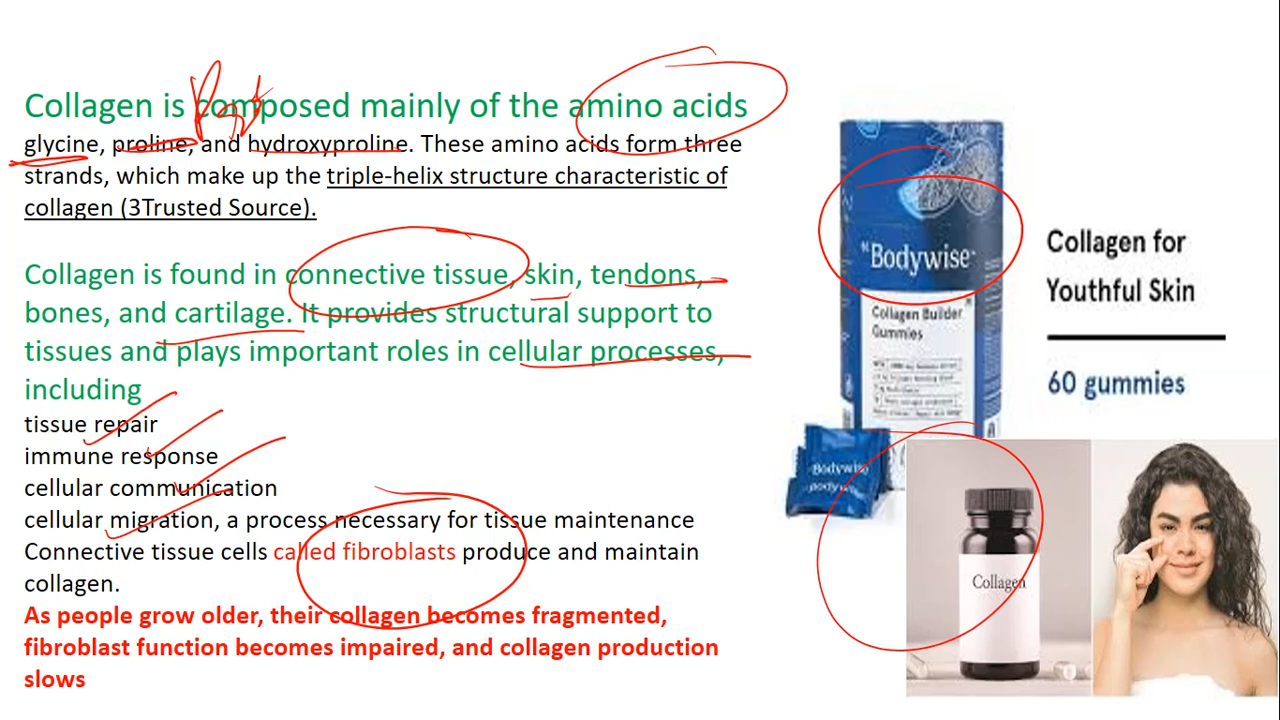 Collagen is composed mainly of the amino acids
glycine, proline, and hydroxyproline. These amino acids form three
strands, which make up the triple-helix structure characteristic of
collagen (3Trusted Source).
Collagen is found in connective tissue, skin, tendons,
bones, and cartilage. It provides structural support to
tissues and plays important roles in cellular processes,
including
tissue repair
immune response
cellular communication
cellular migration, a process necessary for tissue maintenance
Connective tissue cells called fibroblasts produce and maintain
collagen.
As people grow older, their collagen becomes fragmented,
fibroblast function becomes impaired, and collagen production
slows
Bodywise
Collagen Builder
Gummies
Bodywise
Collagen for
Youthful Skin
60 gummies
Collagen